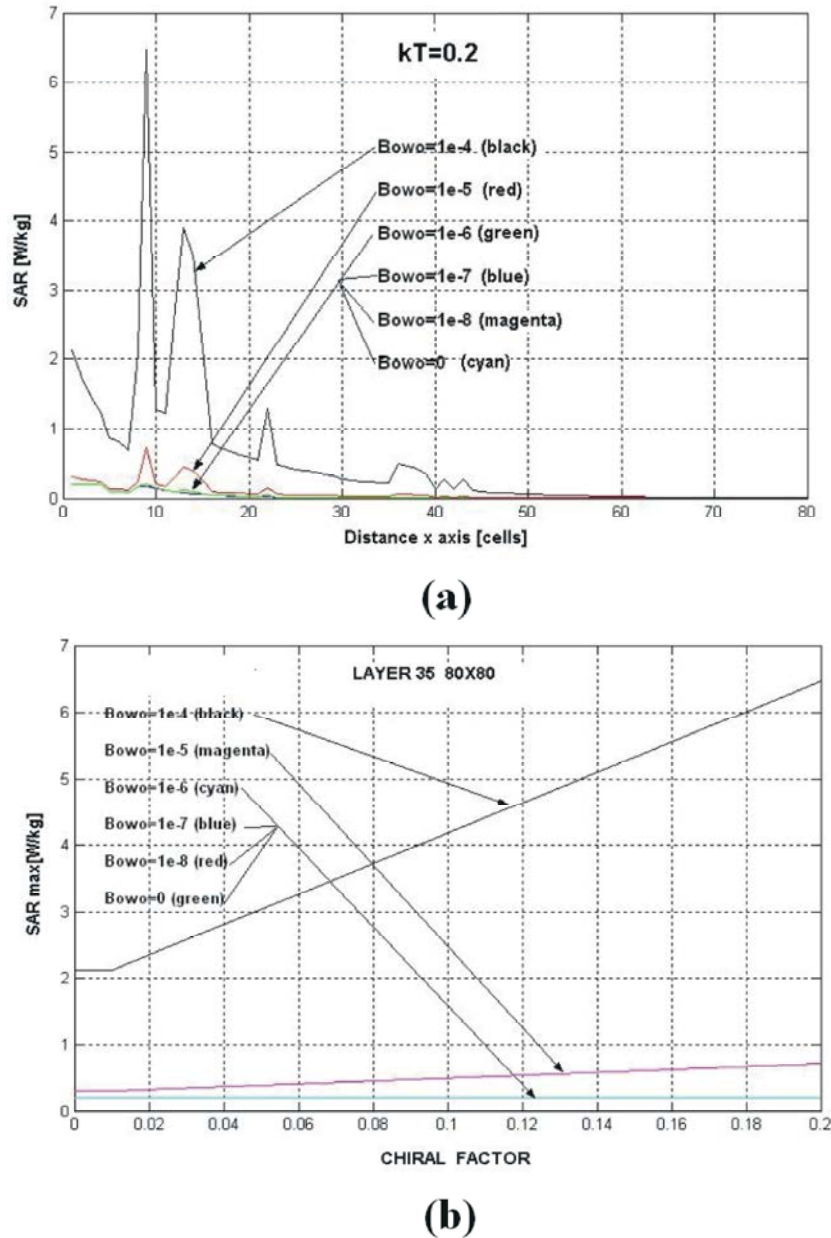 7
kT=0.2
6
Bowo=1e-4 (black)
5
Bowo=1e-5 (red)
4
Bowo=1e-6 (green)
Bowo=1e-7 (blue)
3
Bowo=1e-8 (magenta)
Bowo=0 (cyan)
2
1
0
SAR [W/kg]
0 10 20 30 40 50 60 70 80
Distance x axis [cells]
(a)
7
LAYER 35 80X80
6
Bowo=1e-4 (black)
Bowo=1e-5 (magenta)
5
Bowo=1e-6 (cyan)
Bowo=1e-7 (blue)
4
Bowo=1e-8 (red)
Bowo=0 (green)
3
2
1
0
SAR max[W/kg]
0 0.02 0.04 0.06 0.08 0.1 0.12 0.14 0.16 0.18 0.2
CHIRAL FACTOR
(b)